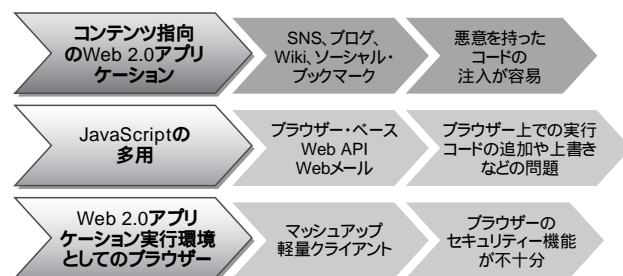 コンテンツ指向
のWeb 2.0アプリ
ケーション
SNS、ブログ、
Wiki、ソーシャル・
ブックマーク
悪意を持った
コードの
注入が容易
JavaScriptの
多用
ブラウザー・ベース
Web API
Webメール
ブラウザー上での実行
コードの追加や上書き
などの問題
Web 2.0アプリ
ケーション実行環境
としてのブラウザー
マッシュアップ
軽量クライアント
ブラウザーの
セキュリティー機能
が不十分